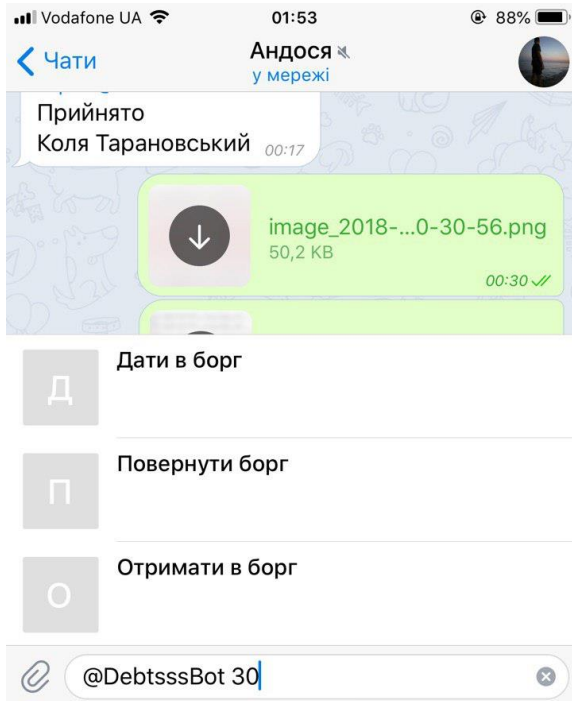 Vodafone UA 01:53 88%
Чати
Андося
у мережі
Прийнято
Коля Тарановський 00:17
image_2018-...0-30-56.png
50,2 KB
00:30
Д Дати в борг
П Повернути борг
О Отримати в борг
@DebtsssBot 30